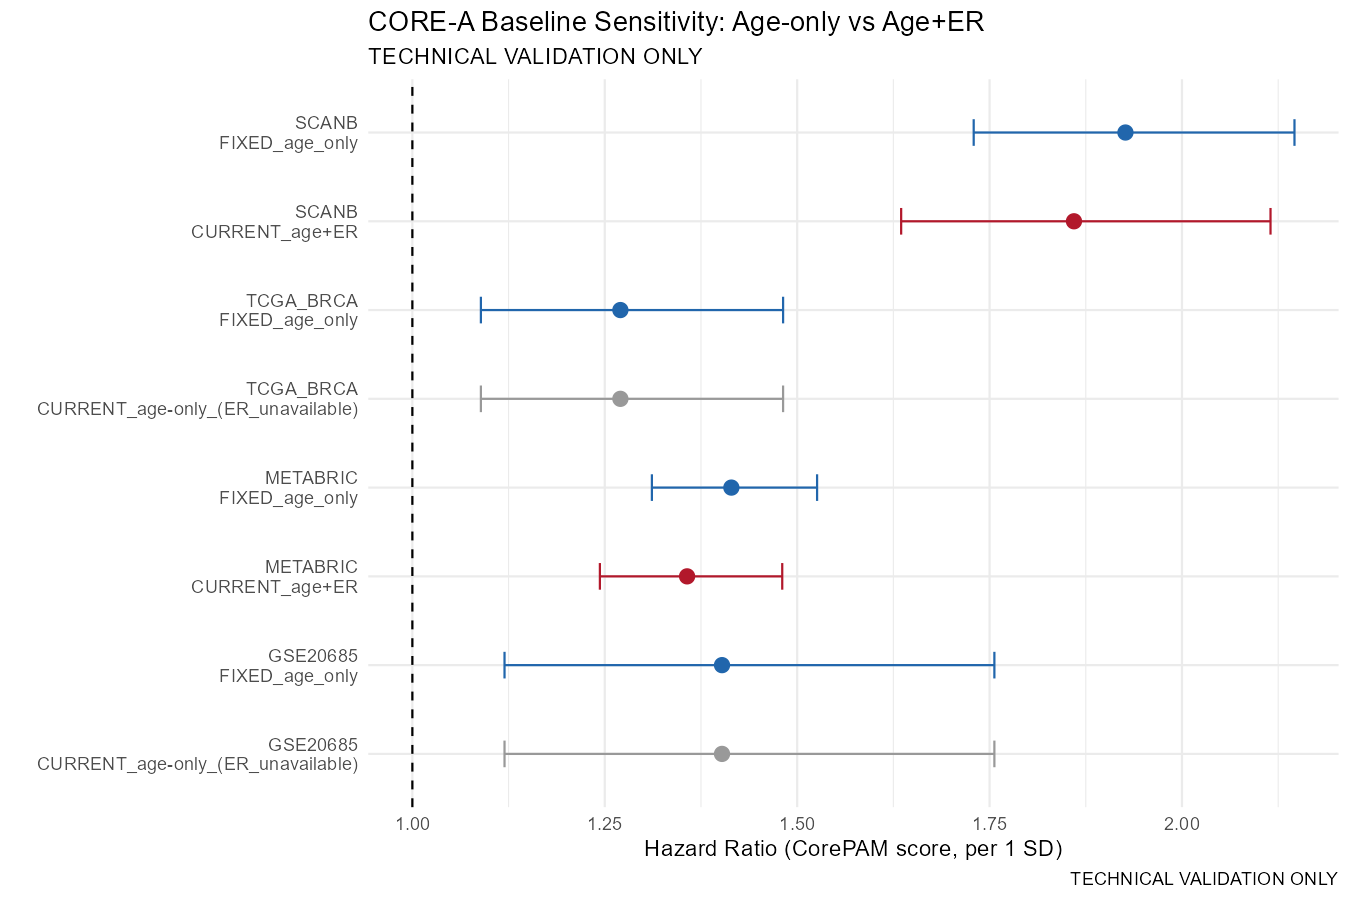 CORE-A Baseline Sensitivity: Age-only vs Age+ER
TECHNICAL VALIDATION ONLY
SCANB
FIXED_age_only
SCANB
CURRENT_age+ER
TCGA_BRCA
FIXED_age_only
TCGA_BRCA
CURRENT_age-only_(ER_unavailable)
METABRIC
FIXED_age_only
METABRIC
CURRENT_age+ER
GSE20685
FIXED_age_only
GSE20685
CURRENT_age-only_(ER_unavailable)
1.00 1.25 1.50 1.75 2.00
Hazard Ratio (CorePAM score, per 1 SD)
TECHNICAL VALIDATION ONLY